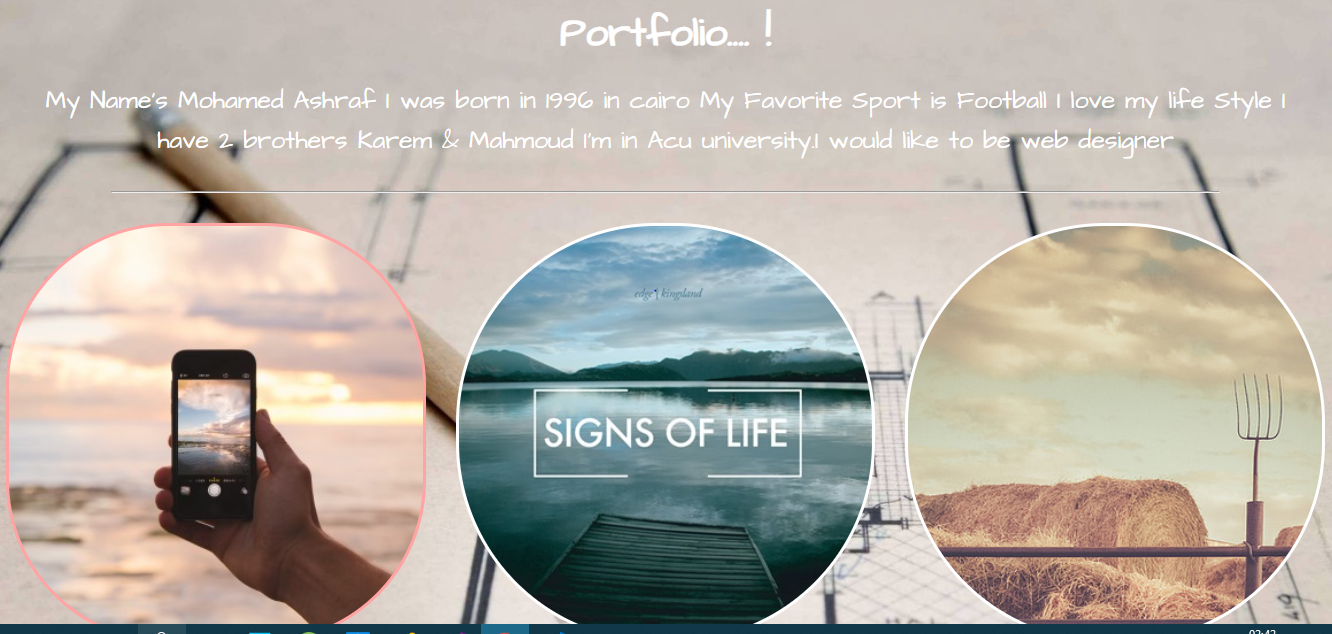 Portfolio.... !
My Name's Mohamed Ashraf I was born in 1996 in cairo My Favorite Sport is Football I love my life Style I
have 2 brothers Karem & Mahmoud I'm in Acu university.I would like to be web designer
edge kingsland
SIGNS OF LIFE